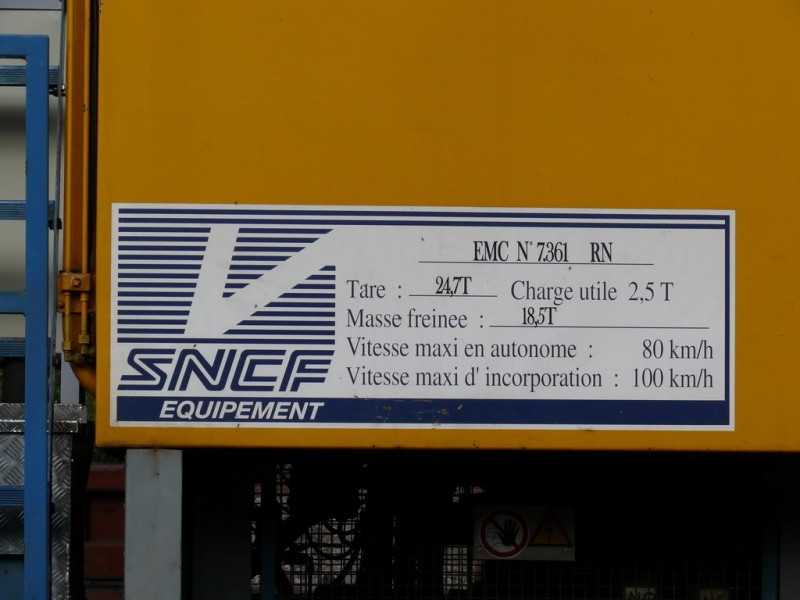 EMC N° 7.361 RN
Tare : 24,7T Charge utile 2,5 T
Masse freinee : 18,5T
Vitesse maxi en autonome : 80 km/h
Vitesse maxi d' incorporation : 100 km/h
SNCF
EQUIPEMENT